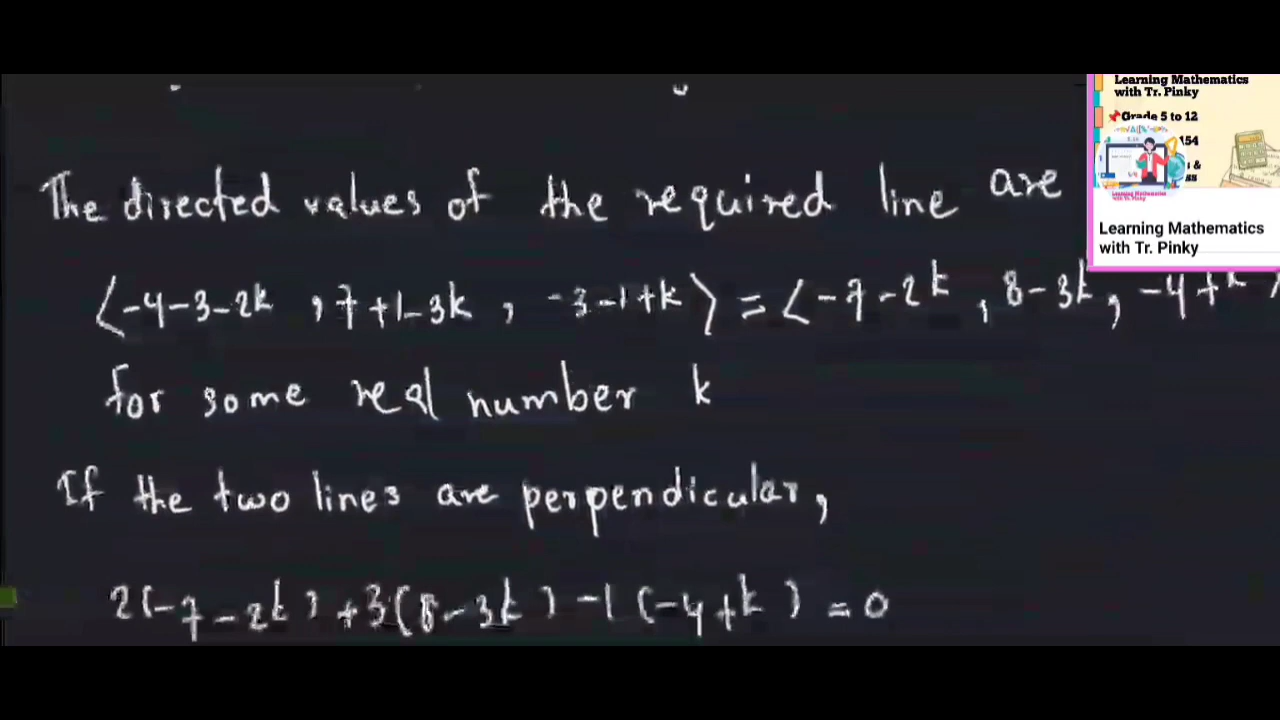 Learning Mathematics
with Tr. Pinky
Grade 5 to 12
154
&
Learning Mathematics
with Tr. Pinky
The directed values of the required line are
⟨-4-3-2k , 7+1-3k , -3-1+k⟩ = ⟨-7-2k , 8-3k , -4+k⟩
for some real number k
If the two lines are perpendicular,
2(-7-2k) + 3(8-3k) -1(-4+k) = 0